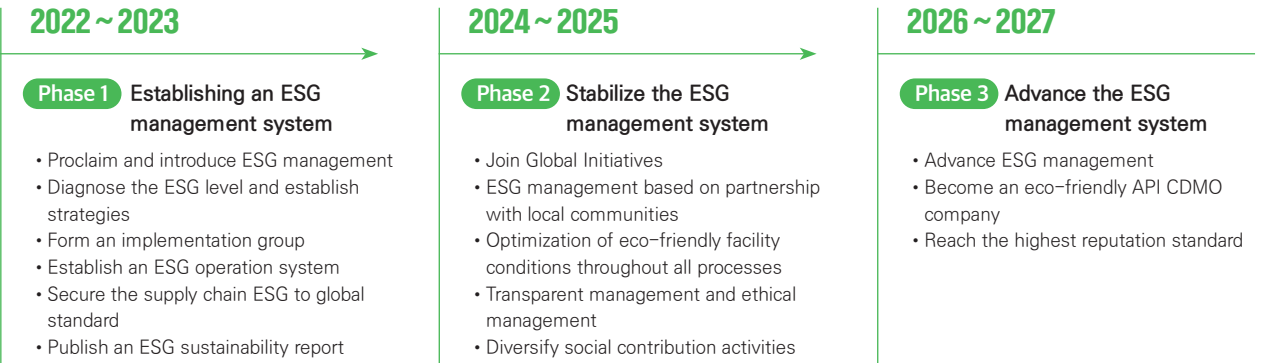 2022~2023
Phase 1 Establishing an ESG
management system
• Proclaim and introduce ESG management
• Diagnose the ESG level and establish
strategies
• Form an implementation group
• Establish an ESG operation system
• Secure the supply chain ESG to global
standard
• Publish an ESG sustainability report
2024~2025
Phase 2 Stabilize the ESG
management system
• Join Global Initiatives
• ESG management based on partnership
with local communities
• Optimization of eco-friendly facility
conditions throughout all processes
• Transparent management and ethical
management
• Diversify social contribution activities
2026~2027
Phase 3 Advance the ESG
management system
• Advance ESG management
• Become an eco-friendly API CDMO
company
• Reach the highest reputation standard